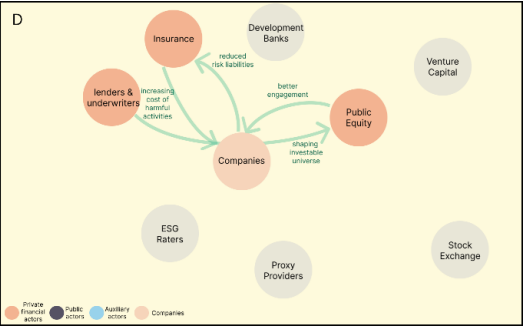 D
Insurance
Development
Banks
Venture
Capital
reduced
risk liabilities
lenders &
underwriters
increasing
cost of
harmful
activities
better
engagement
Public
Equity
Companies
shaping
investable
universe
ESG
Raters
Proxy
Providers
Stock
Exchange
Private
financial
actors
Public
actors
Auxiliary
actors
Companies